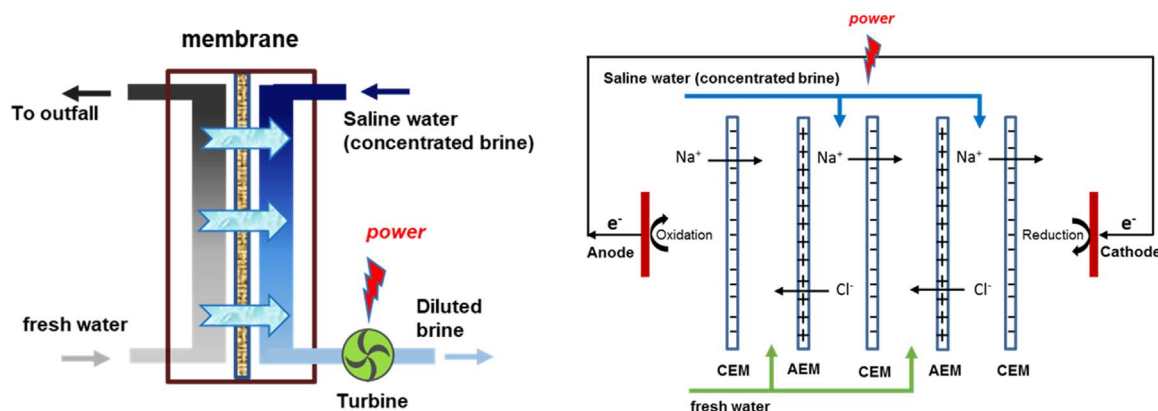 membrane
To outfall
Saline water
(concentrated brine)
power
fresh water
Diluted
brine
Turbine
power
Saline water (concentrated brine)
Na⁺
Na⁺
Na⁺
e⁻
Anode
Oxidation
Reduction
e⁻
Cathode
Cl⁻
Cl⁻
CEM
AEM
CEM
AEM
CEM
fresh water